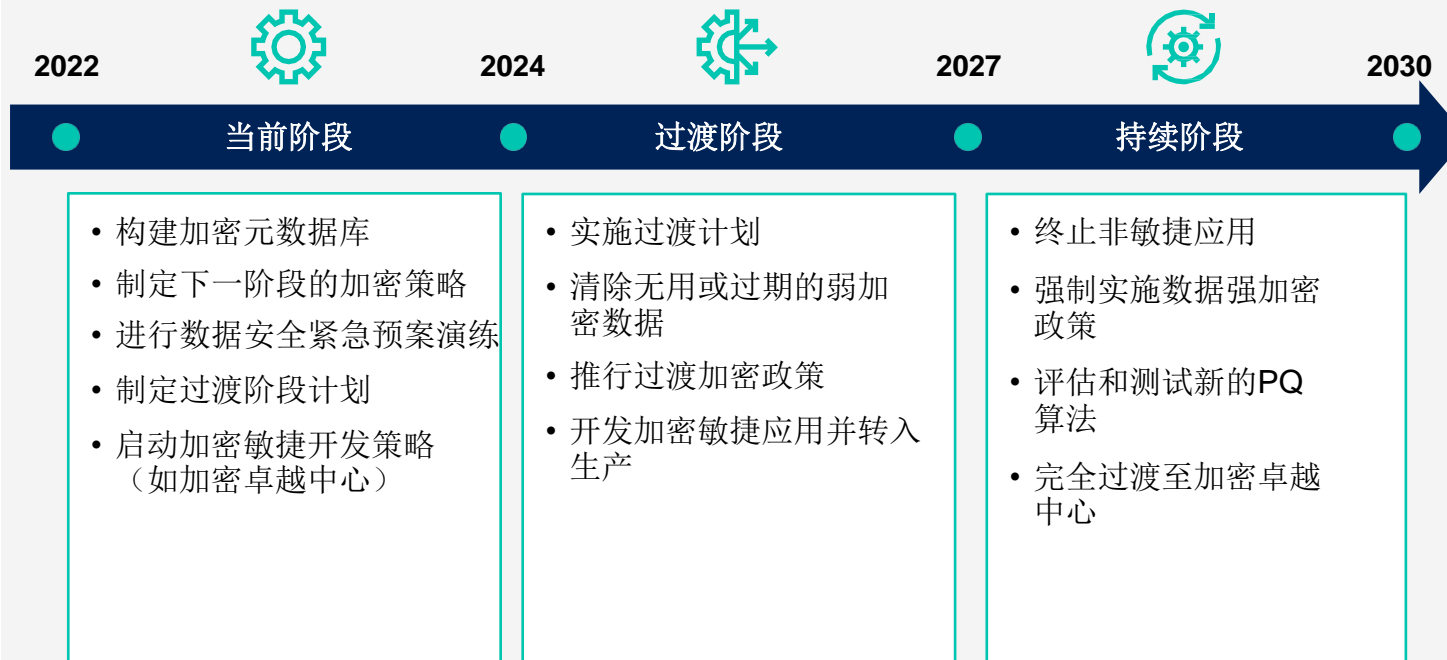 2022
2024
2027
2030
当前阶段
过渡阶段
持续阶段
• 构建加密元数据库
• 制定下一阶段的加密策略
• 进行数据安全紧急预案演练
• 制定过渡阶段计划
• 启动加密敏捷开发策略
（如加密卓越中心）
• 实施过渡计划
• 清除无用或过期的弱加
密数据
• 推行过渡加密政策
• 开发加密敏捷应用并转入
生产
• 终止非敏捷应用
• 强制实施数据强加密
政策
• 评估和测试新的PQ
算法
• 完全过渡至加密卓越
中心